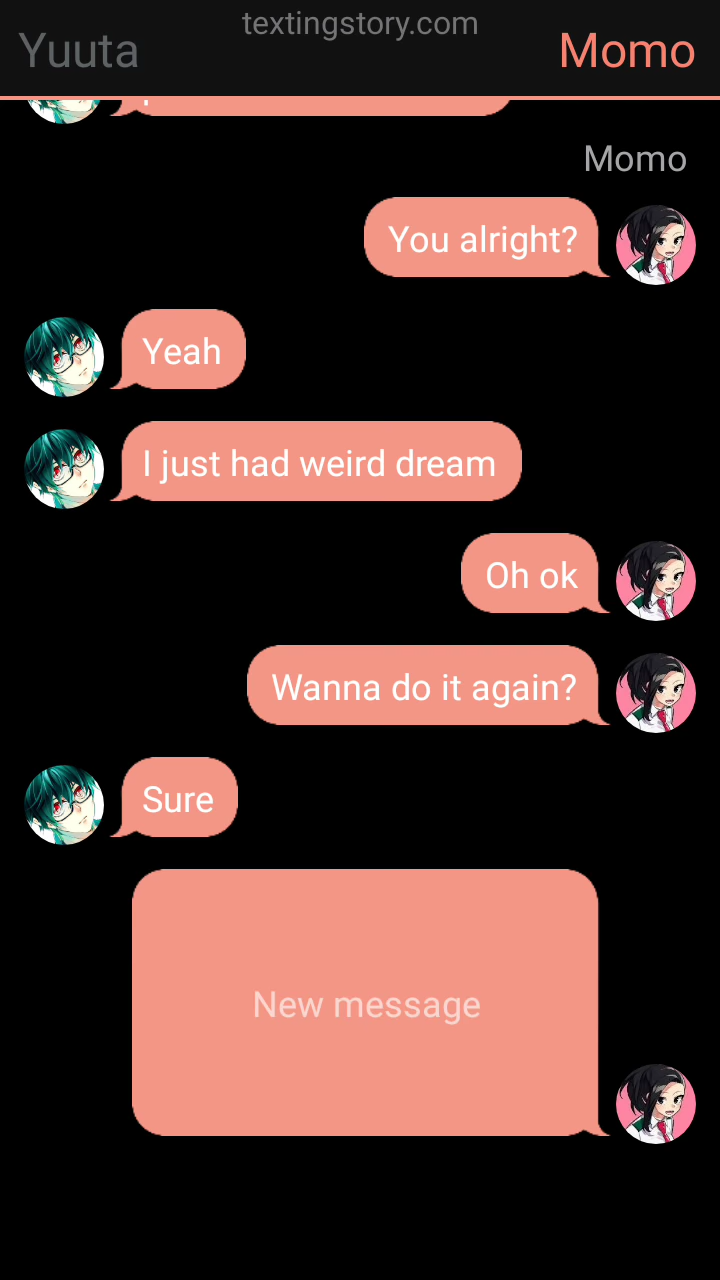 textingstory.com
Yuuta
Momo
Momo
You alright?
Yeah
I just had weird dream
Oh ok
Wanna do it again?
Sure
New message